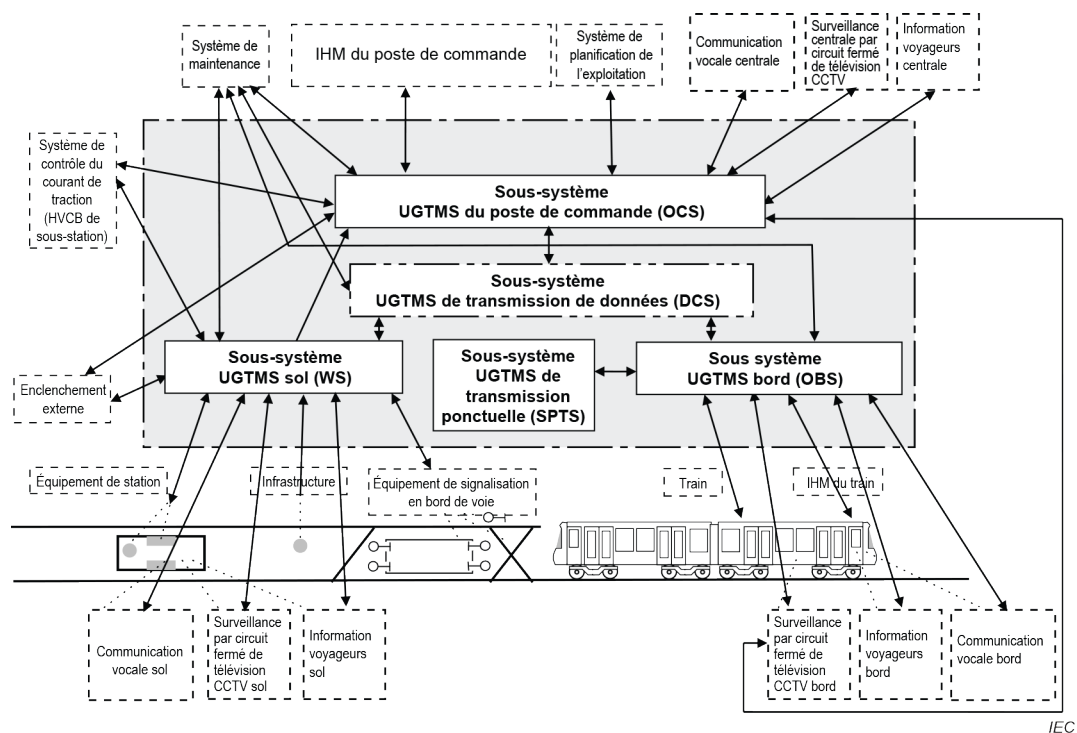 Système de
maintenance
IHM du poste de commande
Système de
planification de
l'exploitation
Communication
vocale centrale
Surveillance
centrale par
circuit fermé
de télévision
CCTV
Information
voyageurs
centrale
Système de
contrôle du
courant de
traction
(HVCB de
sous-station)
Sous-système
UGTMS du poste de commande (OCS)
Sous-système
UGTMS de transmission de données (DCS)
Sous-système
UGTMS sol (WS)
Sous-système
UGTMS de
transmission
ponctuelle (SPTS)
Sous système
UGTMS bord (OBS)
Enclenchement
externe
Équipement de station
Infrastructure
Équipement de signalisation
en bord de voie
Train
IHM du train
Communication
vocale sol
Surveillance
par circuit
fermé de
télévision
CCTV sol
Information
voyageurs
sol
Surveillance
par circuit
fermé de
télévision
CCTV bord
Information
voyageurs
bord
Communication
vocale bord
IEC